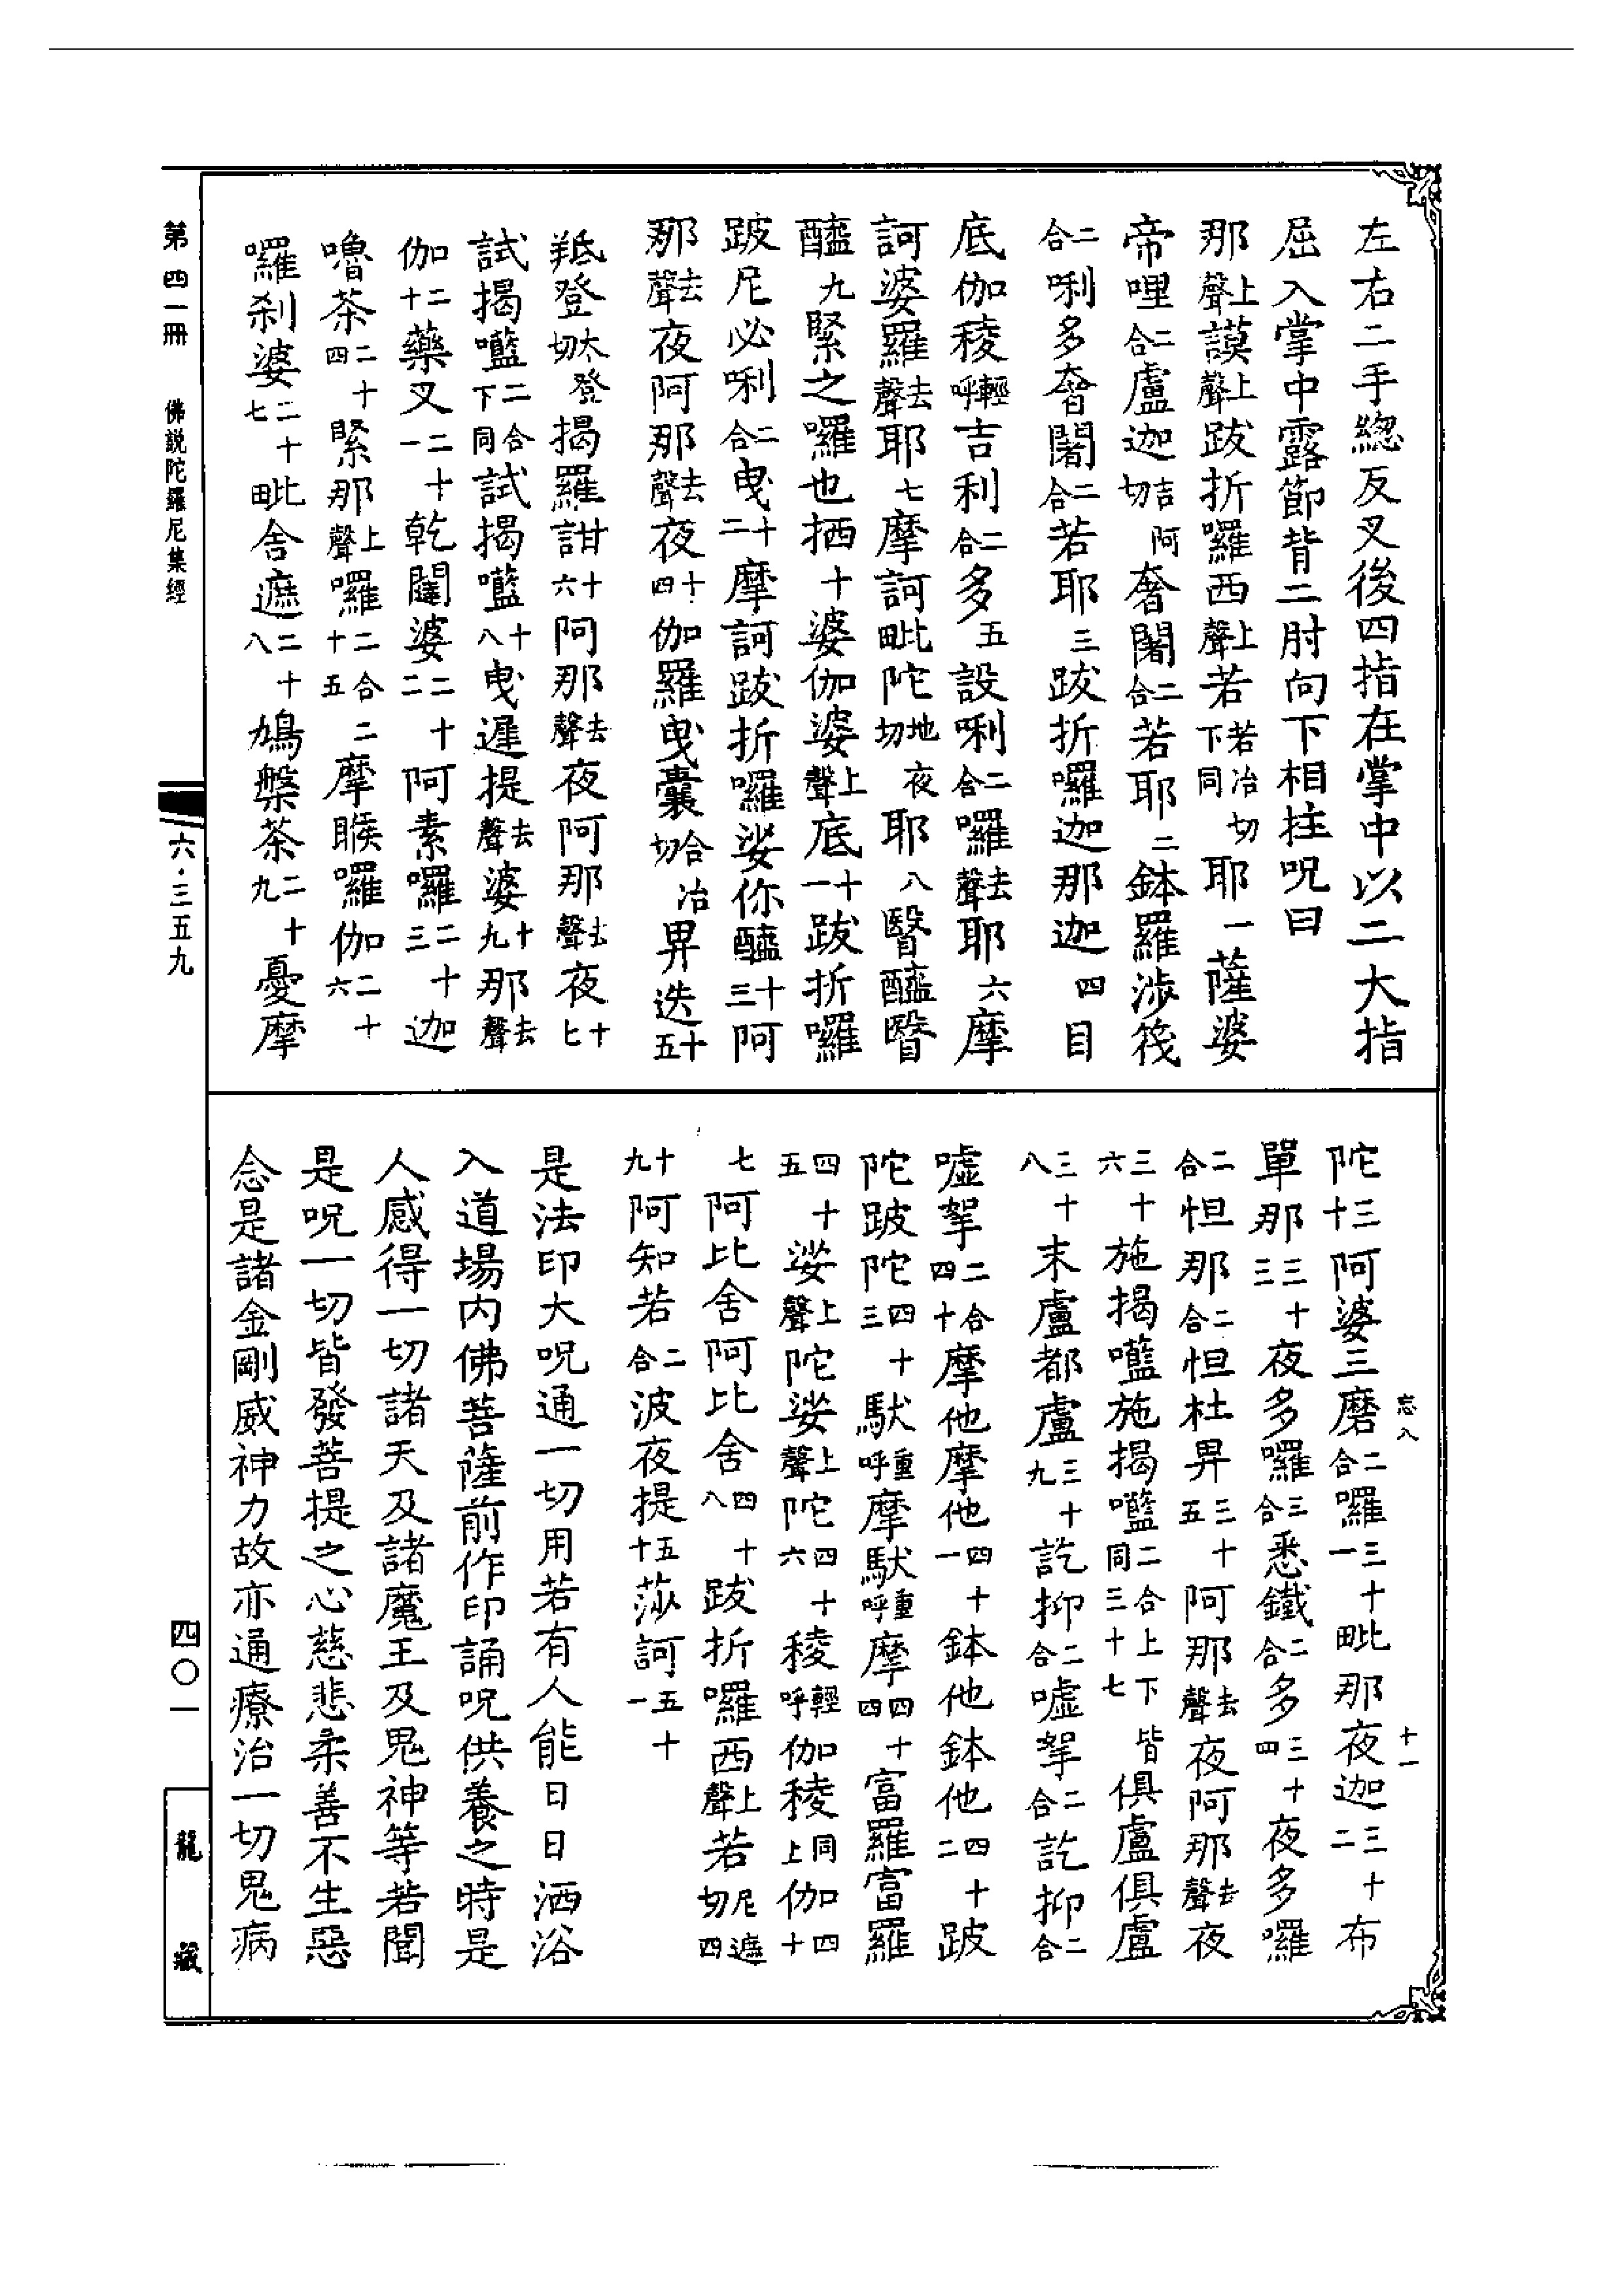 左右二手總反叉後四指在掌中以二大指
屈入掌中露節背二肘向下相拄呪曰
那上聲謨上聲跋折囉西上聲若若冶切下同耶一薩婆
帝哩二合盧迦吉阿切奢闍二合若耶二鉢羅涉筏
二合唎多奢闍二合若耶三跋折囉迦那迦四目
底伽稜輕呼吉利二合多五設唎二合囉去聲耶六摩
訶婆羅去聲耶七摩訶毗陀地夜切耶八醫醯醫
醯九緊之囉也拪十婆伽婆上聲底十一跋折囉
跛尼必唎二合曳十二摩訶跋折囉娑你醯十三阿
那去聲夜阿那去聲夜十四伽羅曳囊合冶切畀迭十五
羝登太登切揭羅詌十六阿那去聲夜阿那去聲夜十七
試揭㘕二合下同試揭㘕十八曳遲提去聲婆十九那去聲
伽二十藥叉二十一乾闥婆二十二阿素囉二十三迦
嚕荼二十四緊那上聲囉二合二十五摩睺囉伽二十六
囉剎婆二十七毗舍遮二十八鳩槃荼二十九憂摩
陀三十阿婆三磨二合囉三十一毗那夜迦三十二布
單那三十三夜多囉三合悉鐵二合多三十四夜多囉
二合怛那二合怛杜畀三十五阿那去聲夜阿那去聲夜
三十六施揭㘕施揭㘕二合上下皆同三十七俱盧俱盧
三十八末盧都盧三十九訖抑二合噓拏二合訖抑二合
噓拏二合四十摩他摩他四十一鉢他鉢他四十二跛
陀跛陀四十三馱重呼摩馱重呼摩四十四富羅富羅
四十五娑上聲陀娑上聲陀四十六稜輕呼伽稜同上伽四十
七阿比舍阿比舍四十八跋折囉西上聲若尼遮切四
十九阿知若二合波夜提五十莎訶五十一
是法印大呪通一切用若有人能日日洒浴
入道場內佛菩薩前作印誦呪供養之時是
人感得一切諸天及諸魔王及鬼神等若聞
是呪一切皆發菩提之心慈悲柔善不生惡
念是諸金剛威神力故亦通療治一切鬼病
忘八
十一
第四一冊
佛說陀羅尼集經
六·三五九
四〇一
龍藏